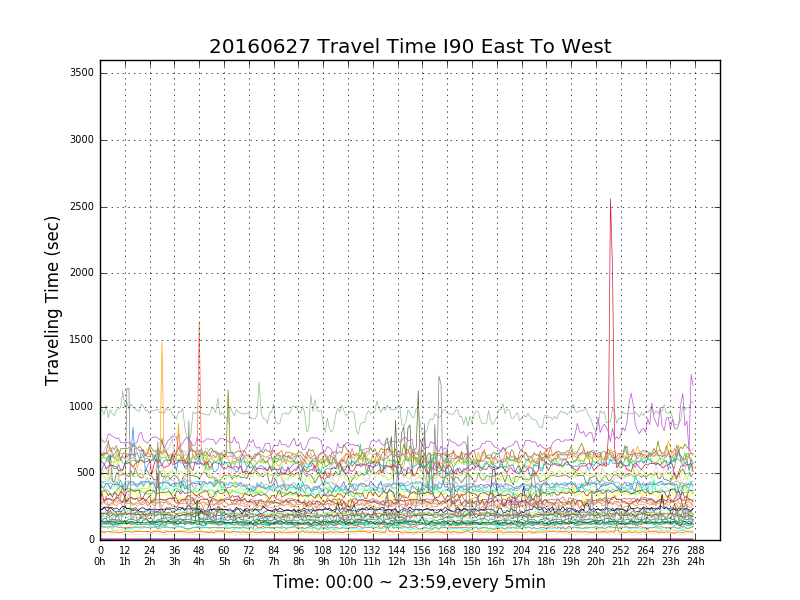 20160627 Travel Time I90 East To West
3500
3000
2500
2000
1500
1000
500
0
Traveling Time (sec)
0 12 24 36 48 60 72 84 96 108 120 132 144 156 168 180 192 204 216 228 240 252 264 276 288
0h 1h 2h 3h 4h 5h 6h 7h 8h 9h 10h 11h 12h 13h 14h 15h 16h 17h 18h 19h 20h 21h 22h 23h 24h
Time: 00:00 ~ 23:59,every 5min